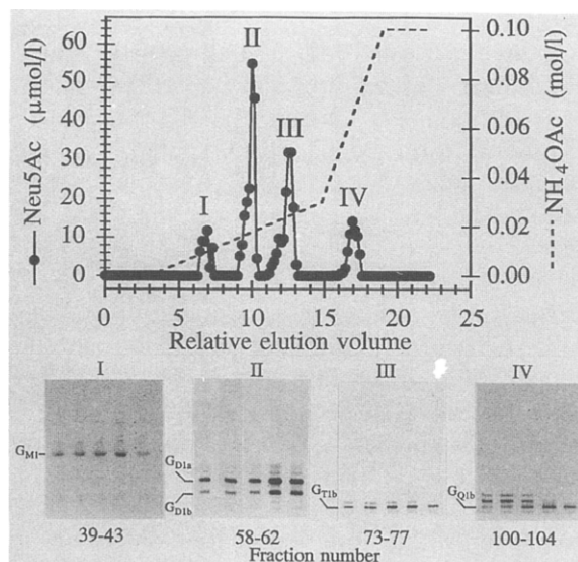 Neu5Ac (μmol/l)
60
50
40
30
20
10
0
I
II
III
IV
0.10
0.08
0.06
0.04
0.02
0.00
NH4OAc (mol/l)
0 5 10 15 20 25
Relative elution volume
I II III IV
GM1
GD1a
GD1b
GT1b
GQ1b
39-43 58-62 73-77 100-104
Fraction number